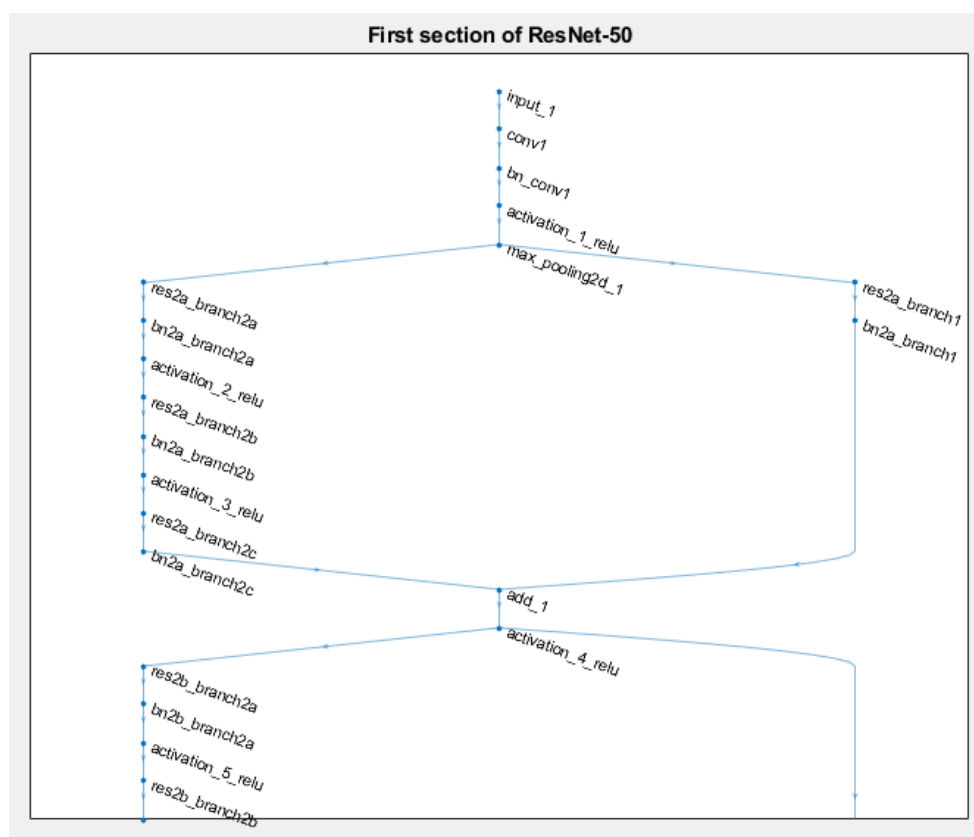 First section of ResNet-50
input_1
conv1
bn_conv1
activation_1_relu
max_pooling2d_1
res2a_branch2a
bn2a_branch2a
activation_2_relu
res2a_branch2b
bn2a_branch2b
activation_3_relu
res2a_branch2c
bn2a_branch2c
res2a_branch1
bn2a_branch1
add_1
activation_4_relu
res2b_branch2a
bn2b_branch2a
activation_5_relu
res2b_branch2b